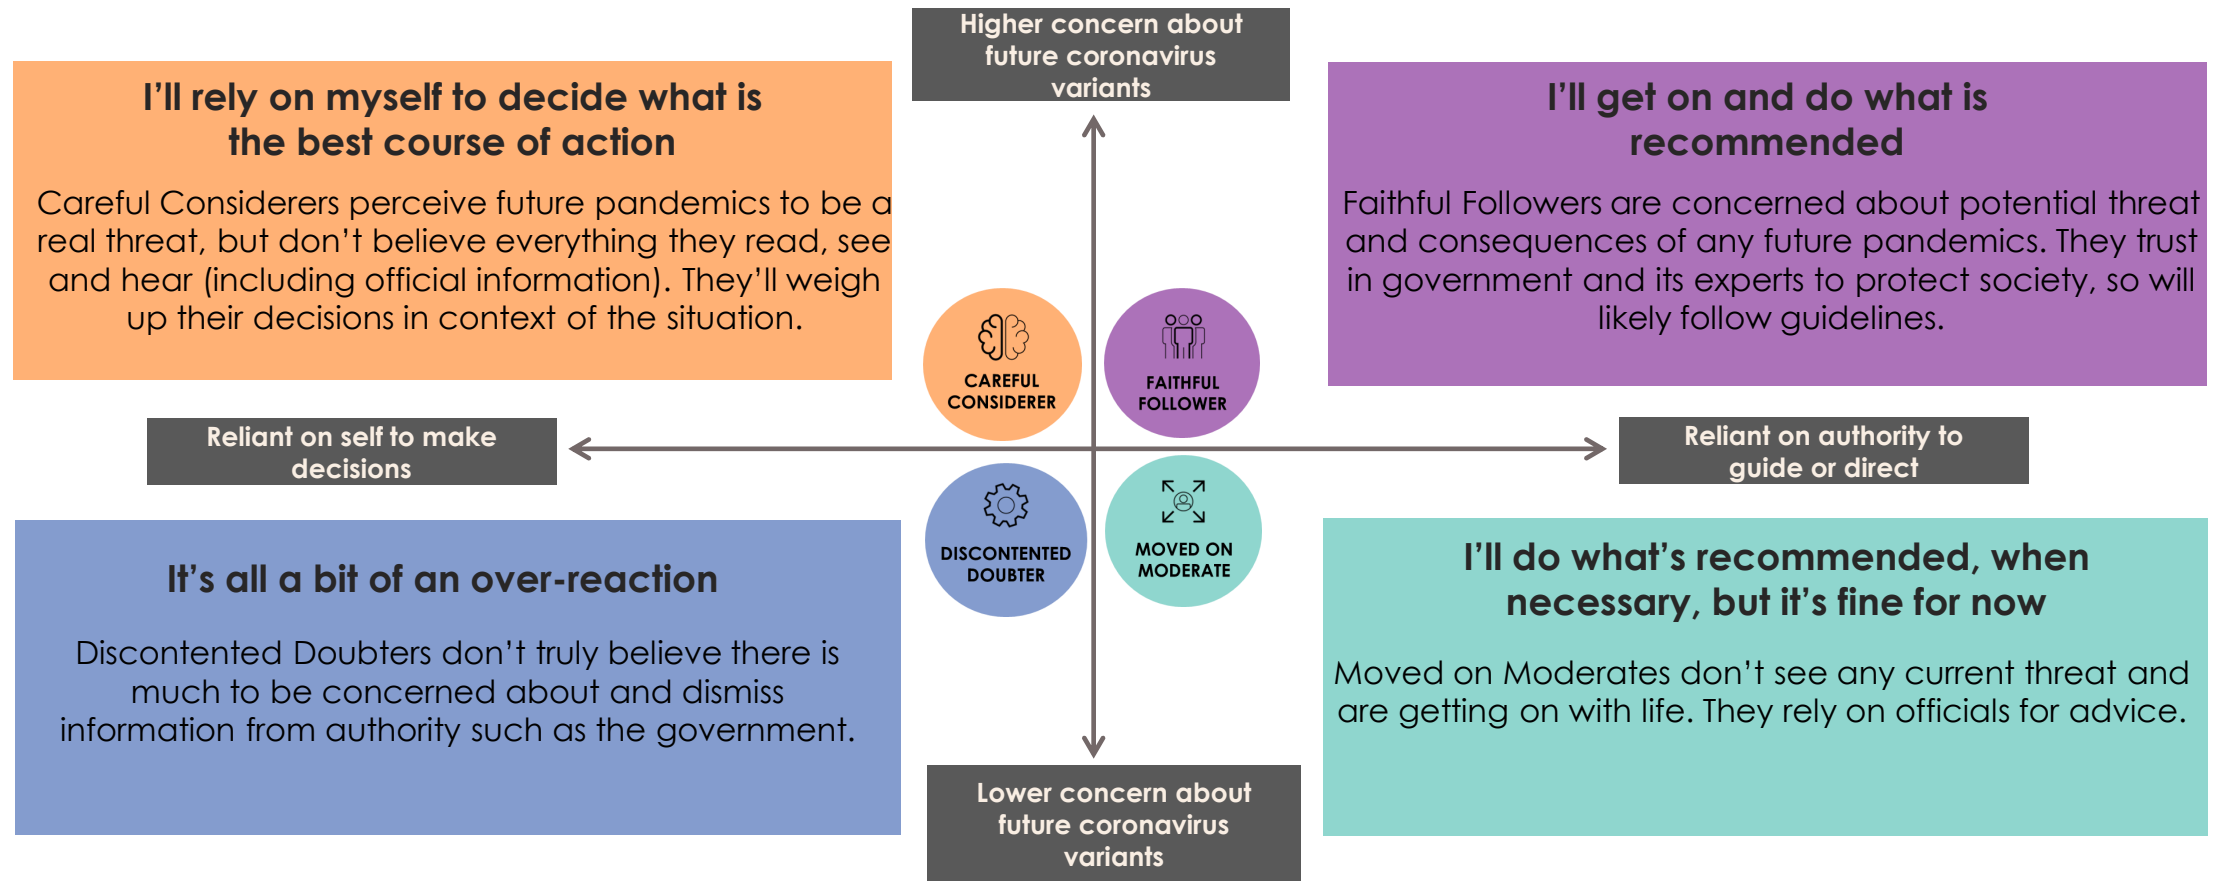 Higher concern about
future coronavirus
variants
I'll rely on myself to decide what is
the best course of action
Careful Considerers perceive future pandemics to be a
real threat, but don't believe everything they read, see
and hear (including official information). They'll weigh
up their decisions in context of the situation.
I'll get on and do what is
recommended
Faithful Followers are concerned about potential threat
and consequences of any future pandemics. They trust
in government and its experts to protect society, so will
likely follow guidelines.
CAREFUL
CONSIDERER
FAITHFUL
FOLLOWER
Reliant on self to make
decisions
Reliant on authority to
guide or direct
DISCONTENTED
DOUBTER
MOVED ON
MODERATE
It's all a bit of an over-reaction
Discontented Doubters don't truly believe there is
much to be concerned about and dismiss
information from authority such as the government.
I'll do what's recommended, when
necessary, but it's fine for now
Moved on Moderates don't see any current threat and
are getting on with life. They rely on officials for advice.
Lower concern about
future coronavirus
variants